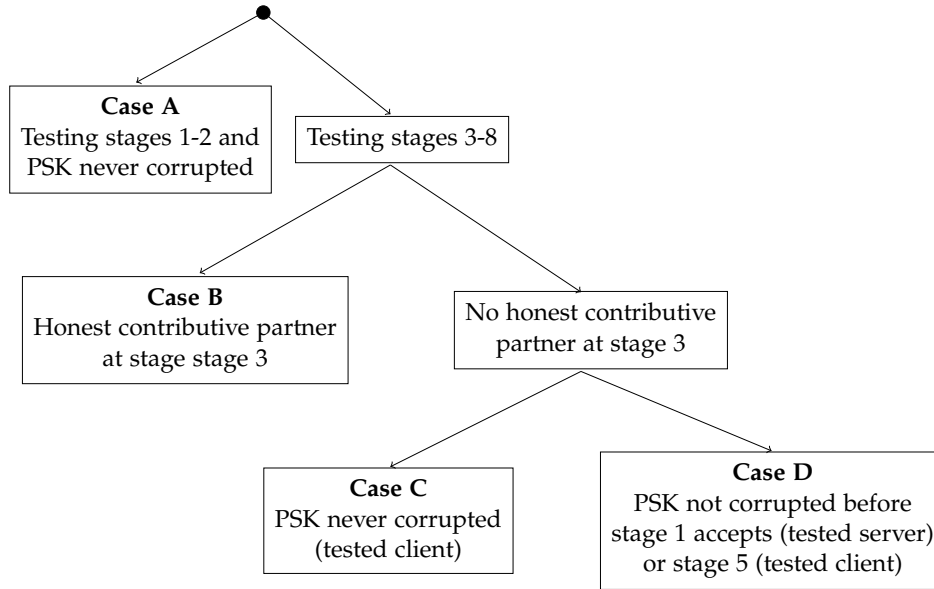 Case A
Testing stages 1-2 and
PSK never corrupted
Testing stages 3-8
Case B
Honest contributive partner
at stage stage 3
No honest contributive
partner at stage 3
Case C
PSK never corrupted
(tested client)
Case D
PSK not corrupted before
stage 1 accepts (tested server)
or stage 5 (tested client)